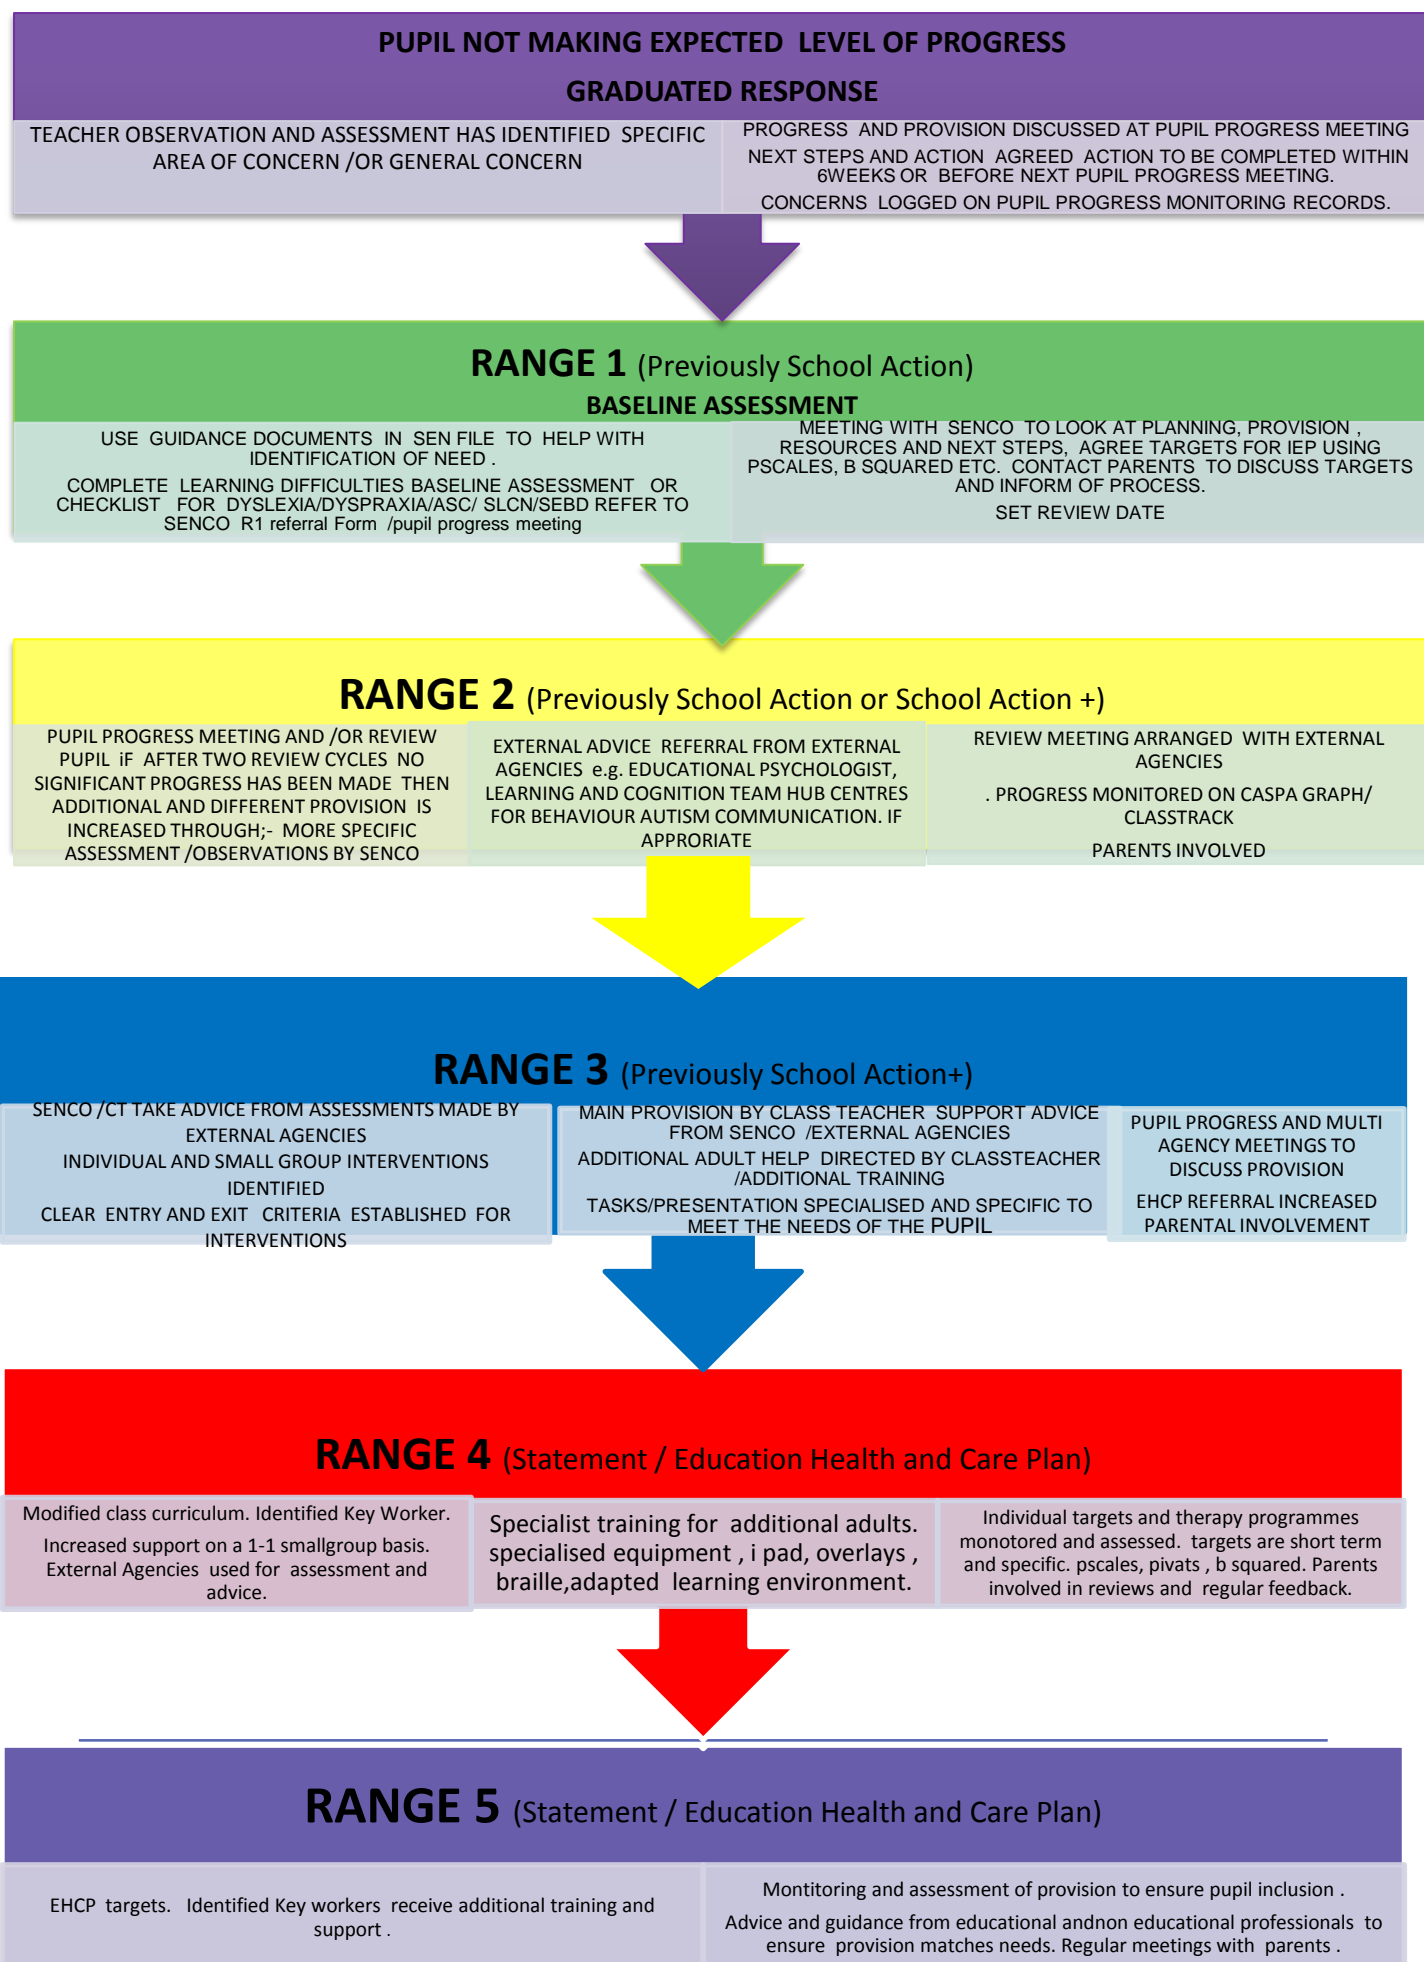 PUPIL NOT MAKING EXPECTED LEVEL OF PROGRESS
GRADUATED RESPONSE
TEACHER OBSERVATION AND ASSESSMENT HAS IDENTIFIED SPECIFIC
AREA OF CONCERN /OR GENERAL CONCERN
PROGRESS AND PROVISION DISCUSSED AT PUPIL PROGRESS MEETING
NEXT STEPS AND ACTION AGREED ACTION TO BE COMPLETED WITHIN
6WEEKS OR BEFORE NEXT PUPIL PROGRESS MEETING.
CONCERNS LOGGED ON PUPIL PROGRESS MONITORING RECORDS.
RANGE 1 (Previously School Action)
BASELINE ASSESSMENT
USE GUIDANCE DOCUMENTS IN SEN FILE TO HELP WITH
IDENTIFICATION OF NEED .
COMPLETE LEARNING DIFFICULTIES BASELINE ASSESSMENT OR
CHECKLIST FOR DYSLEXIA/DYSPRAXIA/ASC/ SLCN/SEBD REFER TO
SENCO R1 referral Form /pupil progress meeting
MEETING WITH SENCO TO LOOK AT PLANNING, PROVISION ,
RESOURCES AND NEXT STEPS, AGREE TARGETS FOR IEP USING
PSCALES, B SQUARED ETC. CONTACT PARENTS TO DISCUSS TARGETS
AND INFORM OF PROCESS.
SET REVIEW DATE
RANGE 2 (Previously School Action or School Action +)
PUPIL PROGRESS MEETING AND /OR REVIEW
PUPIL iF AFTER TWO REVIEW CYCLES NO
SIGNIFICANT PROGRESS HAS BEEN MADE THEN
ADDITIONAL AND DIFFERENT PROVISION IS
INCREASED THROUGH;- MORE SPECIFIC
ASSESSMENT /OBSERVATIONS BY SENCO
EXTERNAL ADVICE REFERRAL FROM EXTERNAL
AGENCIES e.g. EDUCATIONAL PSYCHOLOGIST,
LEARNING AND COGNITION TEAM HUB CENTRES
FOR BEHAVIOUR AUTISM COMMUNICATION. IF
APPRORIATE
REVIEW MEETING ARRANGED WITH EXTERNAL
AGENCIES
. PROGRESS MONITORED ON CASPA GRAPH/
CLASSTRACK
PARENTS INVOLVED
RANGE 3 (Previously School Action+)
SENCO /CT TAKE ADVICE FROM ASSESSMENTS MADE BY
EXTERNAL AGENCIES
INDIVIDUAL AND SMALL GROUP INTERVENTIONS
IDENTIFIED
CLEAR ENTRY AND EXIT CRITERIA ESTABLISHED FOR
INTERVENTIONS
MAIN PROVISION BY CLASS TEACHER SUPPORT ADVICE
FROM SENCO /EXTERNAL AGENCIES
ADDITIONAL ADULT HELP DIRECTED BY CLASSTEACHER
/ADDITIONAL TRAINING
TASKS/PRESENTATION SPECIALISED AND SPECIFIC TO
MEET THE NEEDS OF THE PUPIL
PUPIL PROGRESS AND MULTI
AGENCY MEETINGS TO
DISCUSS PROVISION
EHCP REFERRAL INCREASED
PARENTAL INVOLVEMENT
RANGE 4 (Statement / Education Health and Care Plan)
Modified class curriculum. Identified Key Worker.
Increased support on a 1-1 smallgroup basis.
External Agencies used for assessment and
advice.
Specialist training for additional adults.
specialised equipment , i pad, overlays ,
braille,adapted learning environment.
Individual targets and therapy programmes
monotored and assessed. targets are short term
and specific. pscales, pivats , b squared. Parents
involved in reviews and regular feedback.
RANGE 5 (Statement / Education Health and Care Plan)
EHCP targets. Identified Key workers receive additional training and
support .
Montitoring and assessment of provision to ensure pupil inclusion .
Advice and guidance from educational andnon educational professionals to
ensure provision matches needs. Regular meetings with parents .